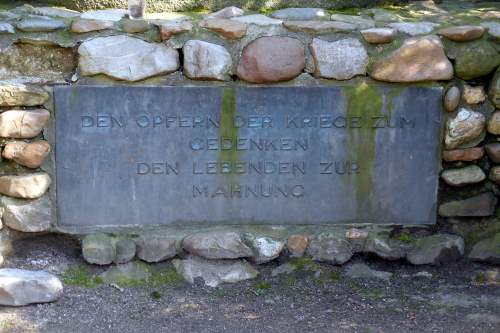 DEN OPFERN DER KRIEGE ZUM
GEDENKEN
DEN LEBENDEN ZUR
MAHNUNG